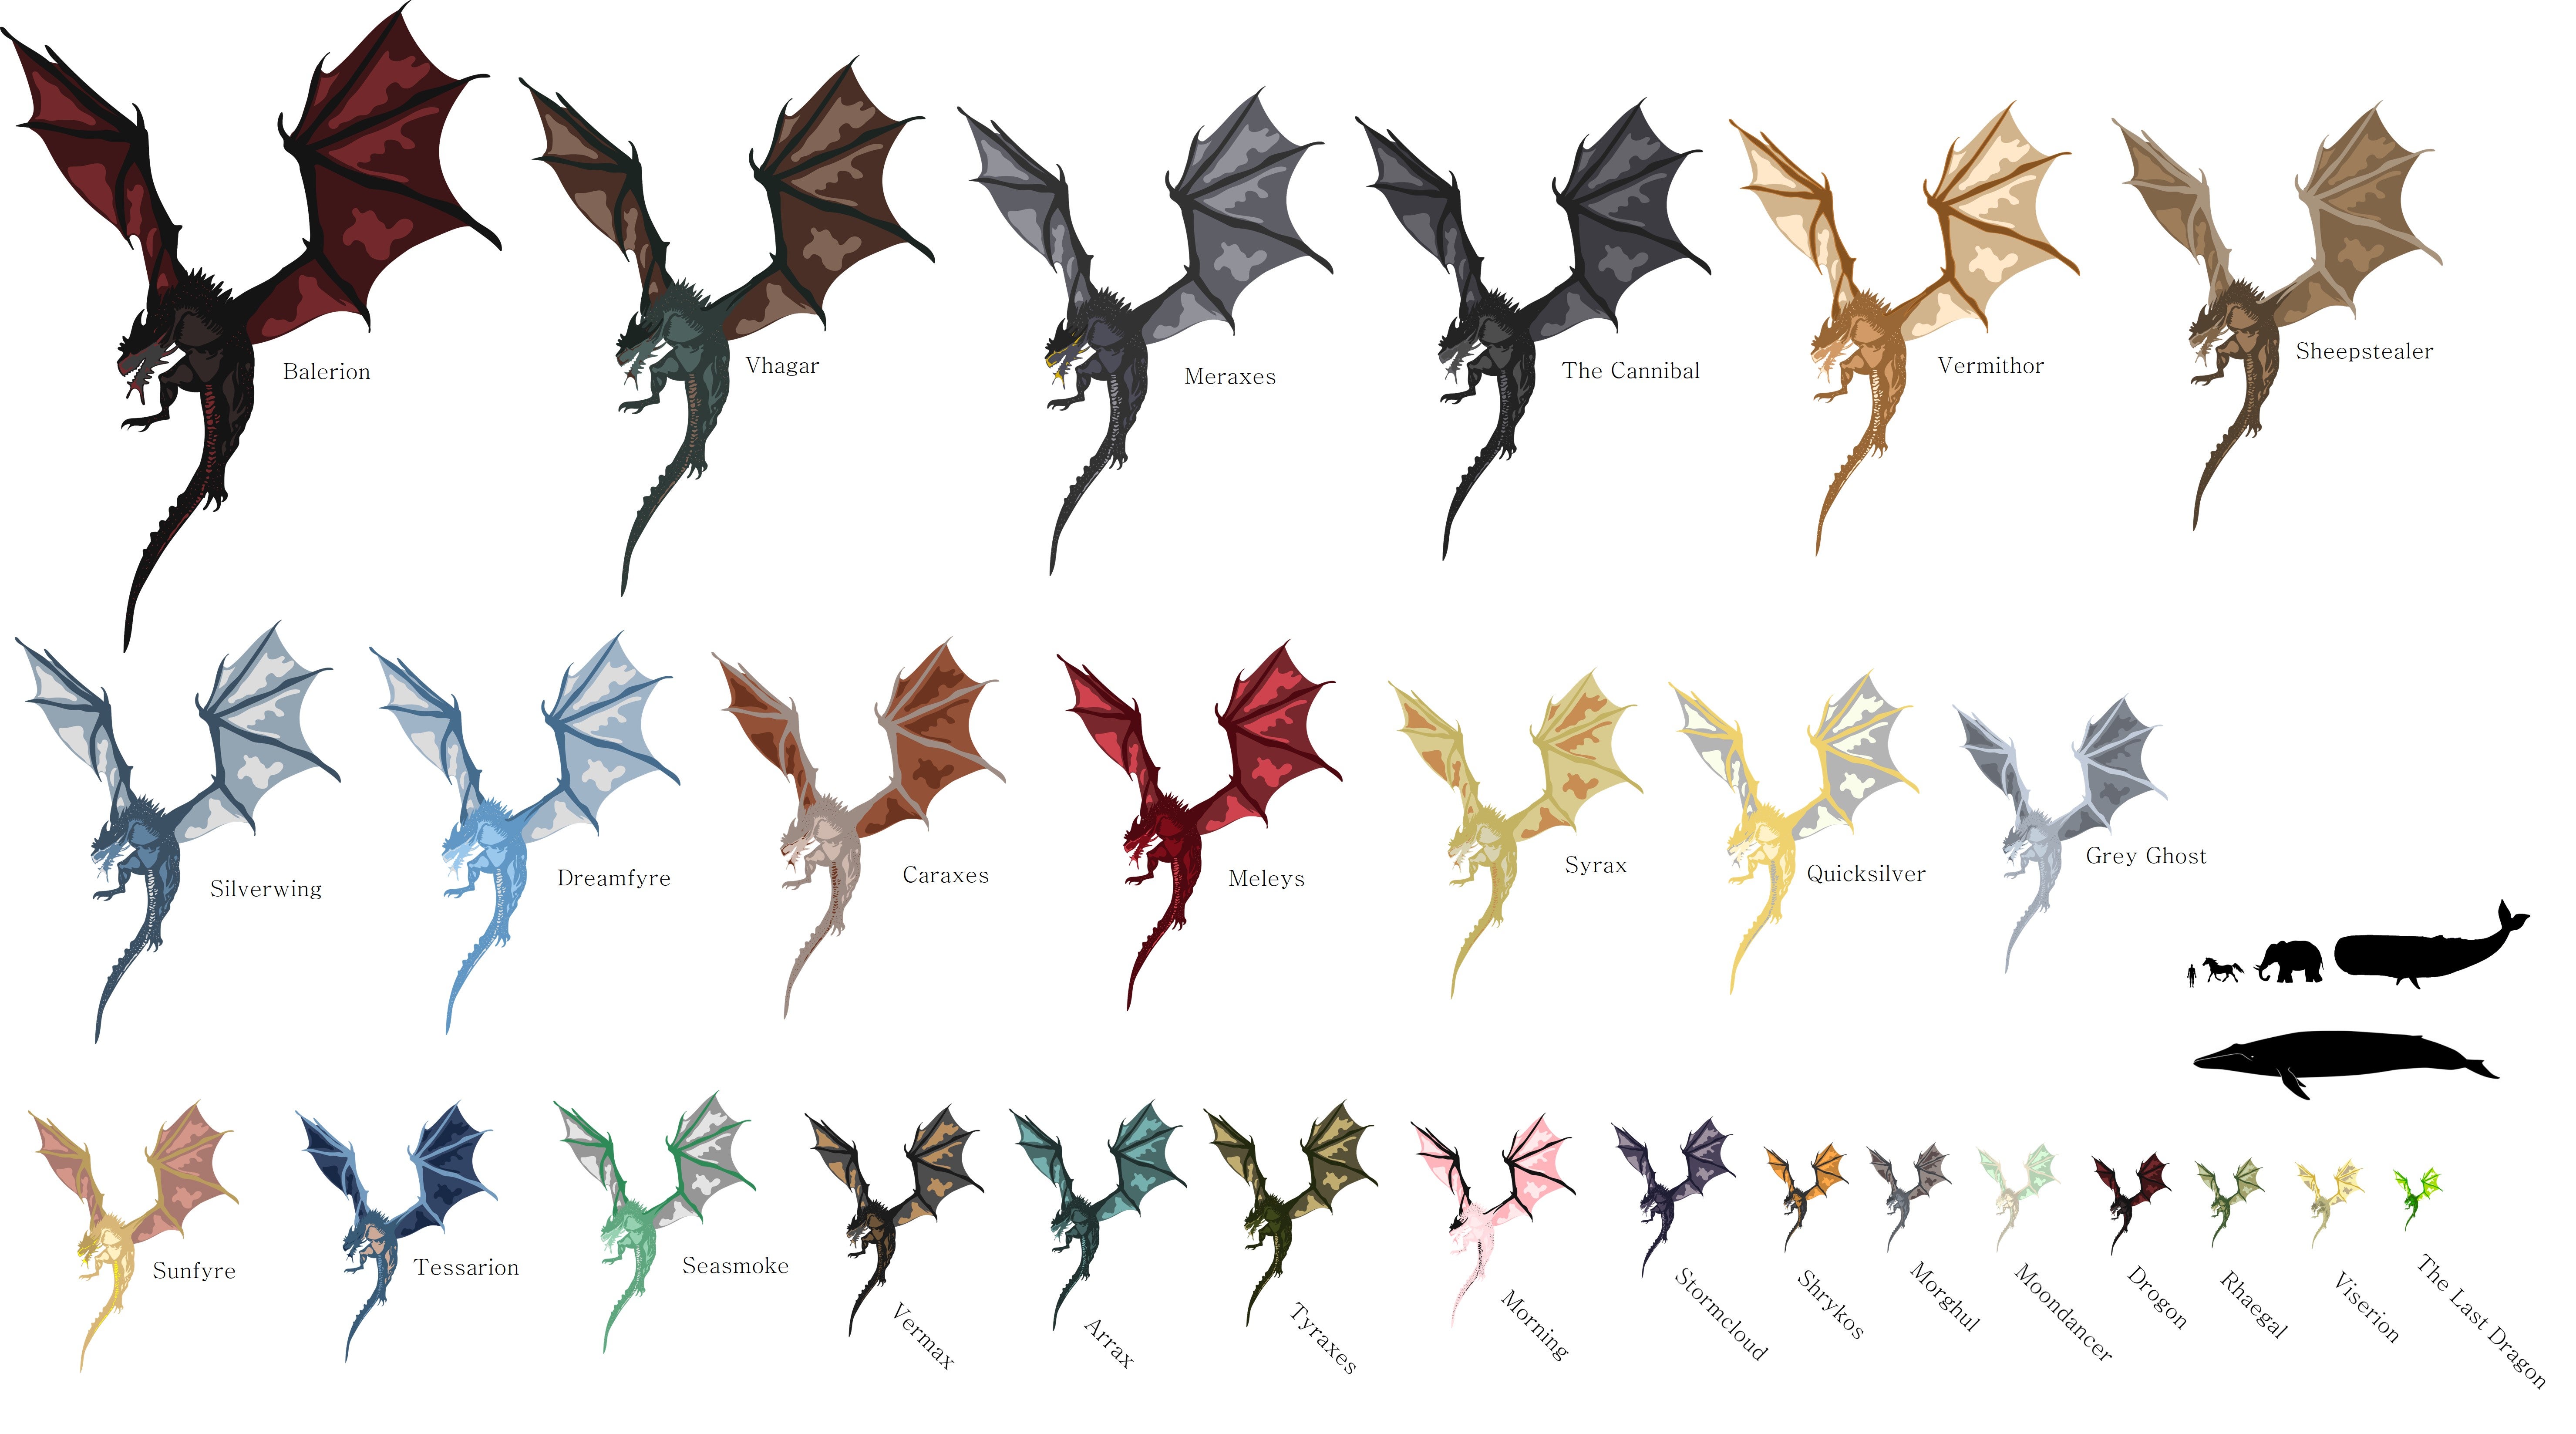 Balerion
Vhagar
Meraxes
The Cannibal
Vermithor
Sheepstealer
Silverwing
Dreamfyre
Caraxes
Meleys
Syrax
Quicksilver
Grey Ghost
Sunfyre
Tessarion
Seasmoke
Vermax
Arrax
Tyraxes
Morning
Stormcloud
Shrykos
Morghul
Moondancer
Drogon
Rhaegal
Viserion
The Last Dragon